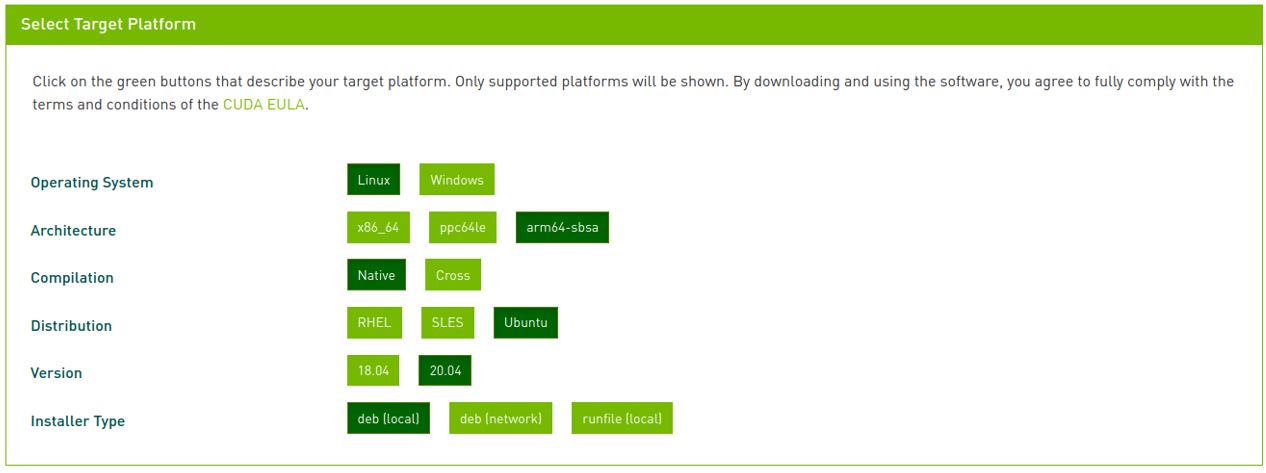 Select Target Platform
Click on the green buttons that describe your target platform. Only supported platforms will be shown. By downloading and using the software, you agree to fully comply with the
terms and conditions of the CUDA EULA.
Operating System Linux Windows
Architecture x86_64 ppc64le arm64-sbsa
Compilation Native Cross
Distribution RHEL SLES Ubuntu
Version 18.04 20.04
Installer Type deb (local) deb (network) runfile (local)